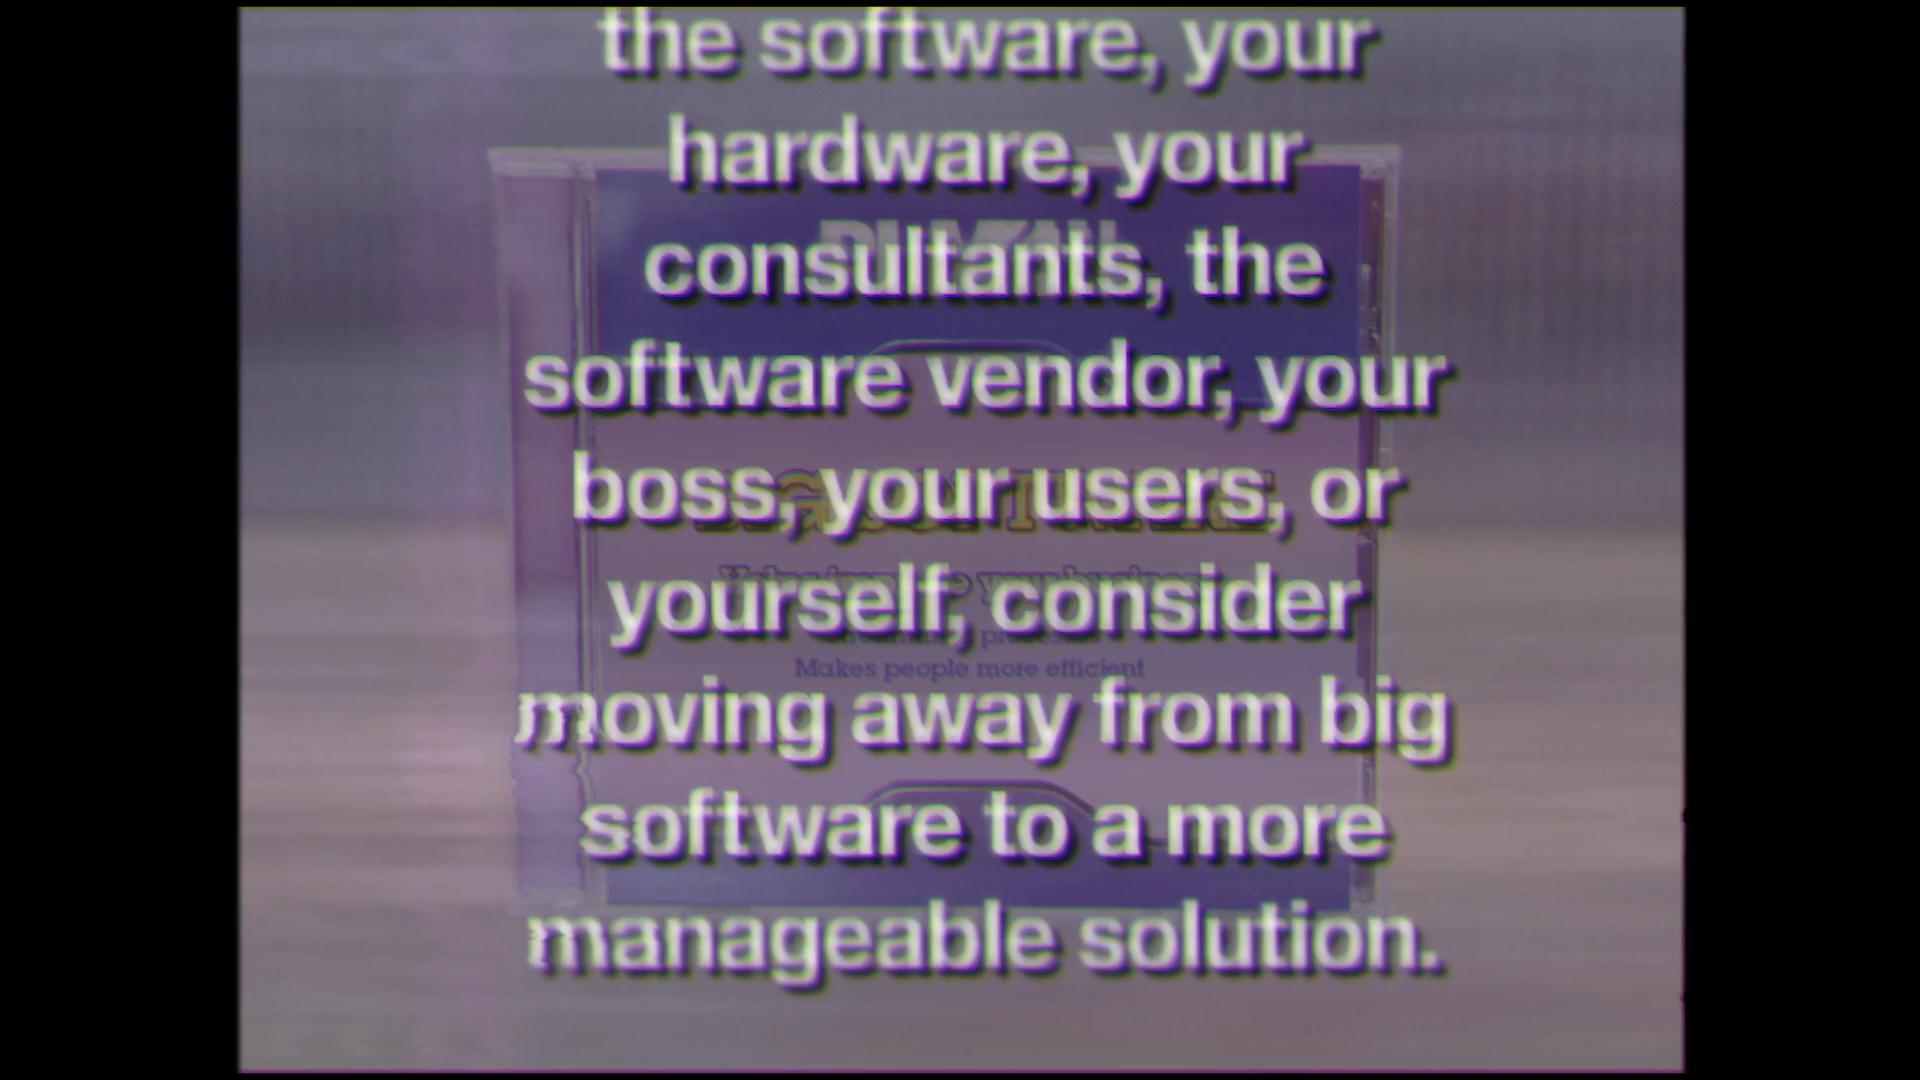 the software, your
hardware, your
consultants, the
software vendor, your
boss, your users, or
yourself, consider
Makes people more efficient
moving away from big
software to a more
manageable solution.